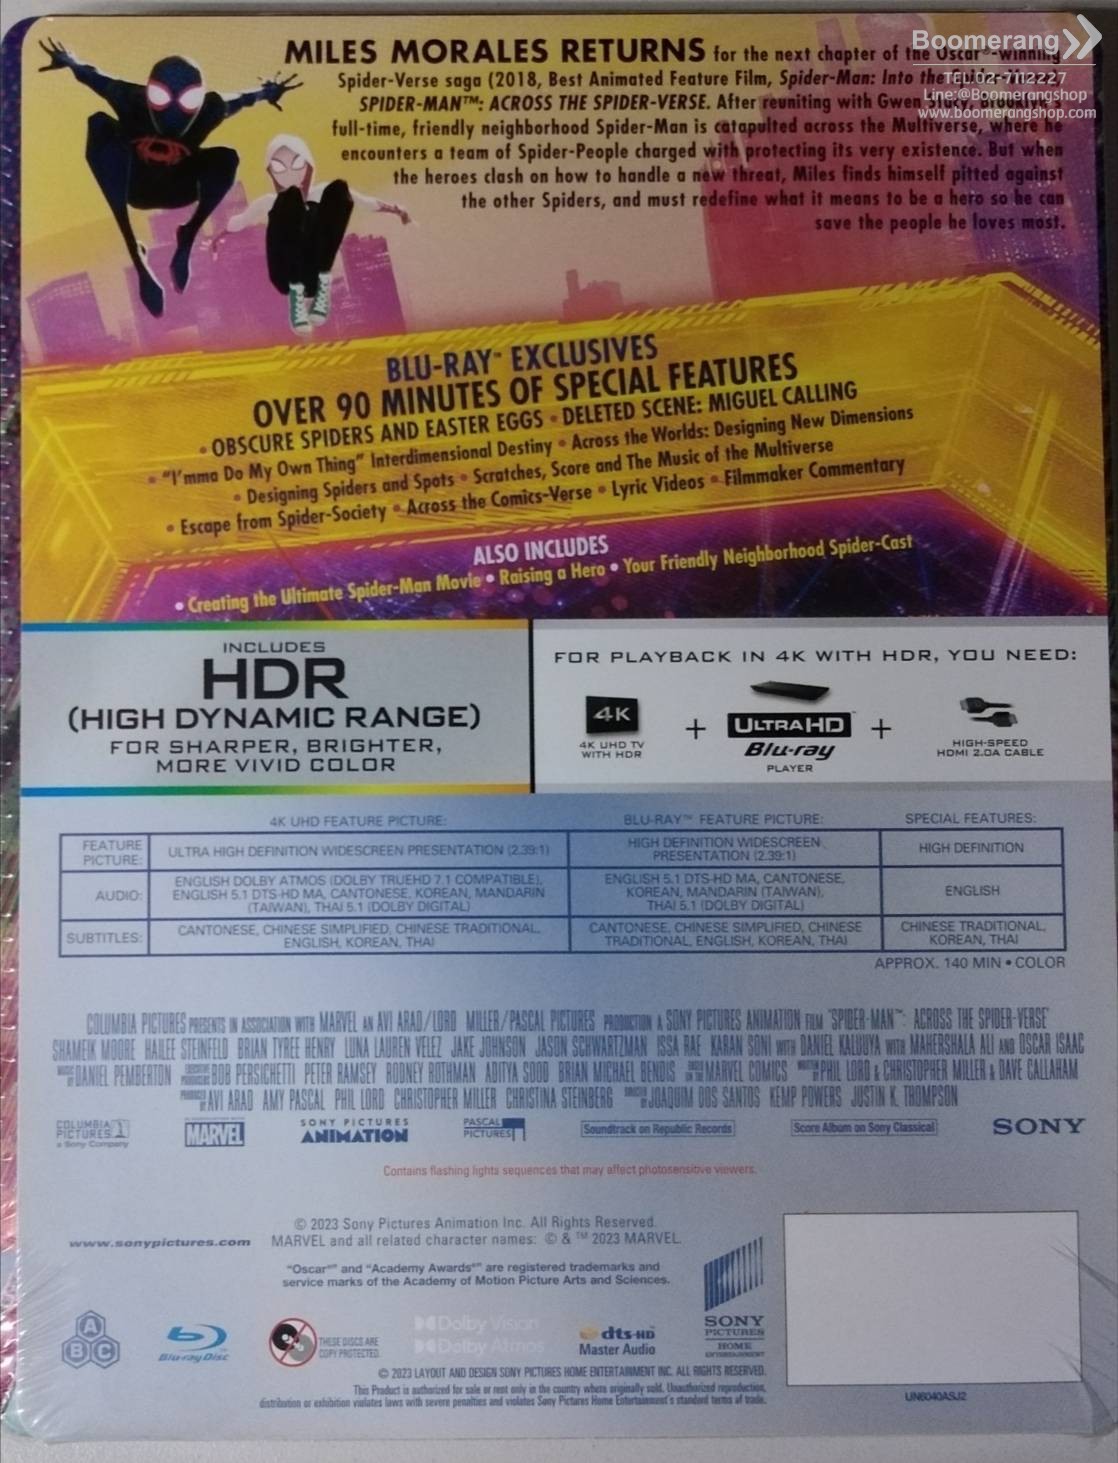 MILES MORALES RETURNS for the next chapter of the Oscar®-winning
Spider-Verse saga (2018, Best Animated Feature Film, Spider-Man: Into the
SPIDER-MAN™: ACROSS THE SPIDER-VERSE. After reuniting with Gwen Stacy, Brooklyn's
full-time, friendly neighborhood Spider-Man is catapulted across the Multiverse, where he
encounters a team of Spider-People charged with protecting its very existence. But when
the heroes clash on how to handle a new threat, Miles finds himself pitted against
the other Spiders, and must redefine what it means to be a hero so he can
save the people he loves most.
Boomerang
TEL.02-7112227
Line:@Boomerangshop
www.boomerangshop.com
BLU-RAY™ EXCLUSIVES
OVER 90 MINUTES OF SPECIAL FEATURES
• OBSCURE SPIDERS AND EASTER EGGS • DELETED SCENE: MIGUEL CALLING
• "I'mma Do My Own Thing" Interdimensional Destiny • Across the Worlds: Designing New Dimensions
• Designing Spiders and Spots • Scratches, Score and The Music of the Multiverse
• Escape from Spider-Society • Across the Comics-Verse • Lyric Videos • Filmmaker Commentary
ALSO INCLUDES
• Creating the Ultimate Spider-Man Movie • Raising a Hero • Your Friendly Neighborhood Spider-Cast
INCLUDES
HDR
(HIGH DYNAMIC RANGE)
FOR SHARPER, BRIGHTER,
MORE VIVID COLOR
FOR PLAYBACK IN 4K WITH HDR, YOU NEED:
4K
4K UHD TV
WITH HDR
+
ULTRA HD
Blu-ray
PLAYER
+
HIGH-SPEED
HDMI 2.0A CABLE
4K UHD FEATURE PICTURE: BLU-RAY™ FEATURE PICTURE: SPECIAL FEATURES:
FEATURE
PICTURE:
ULTRA HIGH DEFINITION WIDESCREEN PRESENTATION (2.39:1)
HIGH DEFINITION WIDESCREEN
PRESENTATION (2.39:1)
HIGH DEFINITION
AUDIO:
ENGLISH DOLBY ATMOS (DOLBY TRUEHD 7.1 COMPATIBLE),
ENGLISH 5.1 DTS-HD MA, CANTONESE, KOREAN, MANDARIN
(TAIWAN), THAI 5.1 (DOLBY DIGITAL)
ENGLISH 5.1 DTS-HD MA, CANTONESE,
KOREAN, MANDARIN (TAIWAN),
THAI 5.1 (DOLBY DIGITAL)
ENGLISH
SUBTITLES:
CANTONESE, CHINESE SIMPLIFIED, CHINESE TRADITIONAL,
ENGLISH, KOREAN, THAI
CANTONESE, CHINESE SIMPLIFIED, CHINESE
TRADITIONAL, ENGLISH, KOREAN, THAI
CHINESE TRADITIONAL,
KOREAN, THAI
APPROX. 140 MIN • COLOR
COLUMBIA PICTURES PRESENTS IN ASSOCIATION WITH MARVEL AN AVI ARAD/LORD MILLER/PASCAL PICTURES PRODUCTION A SONY PICTURES ANIMATION FILM "SPIDER-MAN™: ACROSS THE SPIDER-VERSE"
SHAMEIK MOORE HAILEE STEINFELD BRIAN TYREE HENRY LUNA LAUREN VELEZ JAKE JOHNSON JASON SCHWARTZMAN ISSA RAE KARAN SONI WITH DANIEL KALUUYA WITH MAHERSHALA ALI AND OSCAR ISAAC
MUSIC BY DANIEL PEMBERTON EXECUTIVE PRODUCERS BOB PERSICHETTI PETER RAMSEY RODNEY ROTHMAN ADITYA SOOD BRIAN MICHAEL BENDIS BASED ON THE MARVEL COMICS WRITTEN BY PHIL LORD & CHRISTOPHER MILLER & DAVE CALLAHAM
PRODUCED BY AVI ARAD AMY PASCAL PHIL LORD CHRISTOPHER MILLER CHRISTINA STEINBERG DIRECTED BY JOAQUIM DOS SANTOS KEMP POWERS JUSTIN K. THOMPSON
COLUMBIA
PICTURES
a Sony Company
MARVEL
SONY PICTURES
ANIMATION
PASCAL
PICTURES
Soundtrack on Republic Records
Score Album on Sony Classical
SONY
Contains flashing lights sequences that may affect photosensitive viewers.
www.sonypictures.com
© 2023 Sony Pictures Animation Inc. All Rights Reserved.
MARVEL and all related character names: © & ™ 2023 MARVEL.
"Oscar®" and "Academy Awards®" are registered trademarks and
service marks of the Academy of Motion Picture Arts and Sciences.
A
B C
Blu-ray Disc
THESE DISCS ARE
COPY PROTECTED.
Dolby Vision
Dolby Atmos
dts-HD
Master Audio
SONY
PICTURES
HOME
ENTERTAINMENT
© 2023 LAYOUT AND DESIGN SONY PICTURES HOME ENTERTAINMENT INC. ALL RIGHTS RESERVED.
This Product is authorized for sale or rent only in the country where originally sold. Unauthorized reproduction,
distribution or exhibition violates laws with severe penalties and violates Sony Pictures Home Entertainment's standard terms of trade.
UN6040ASJ2